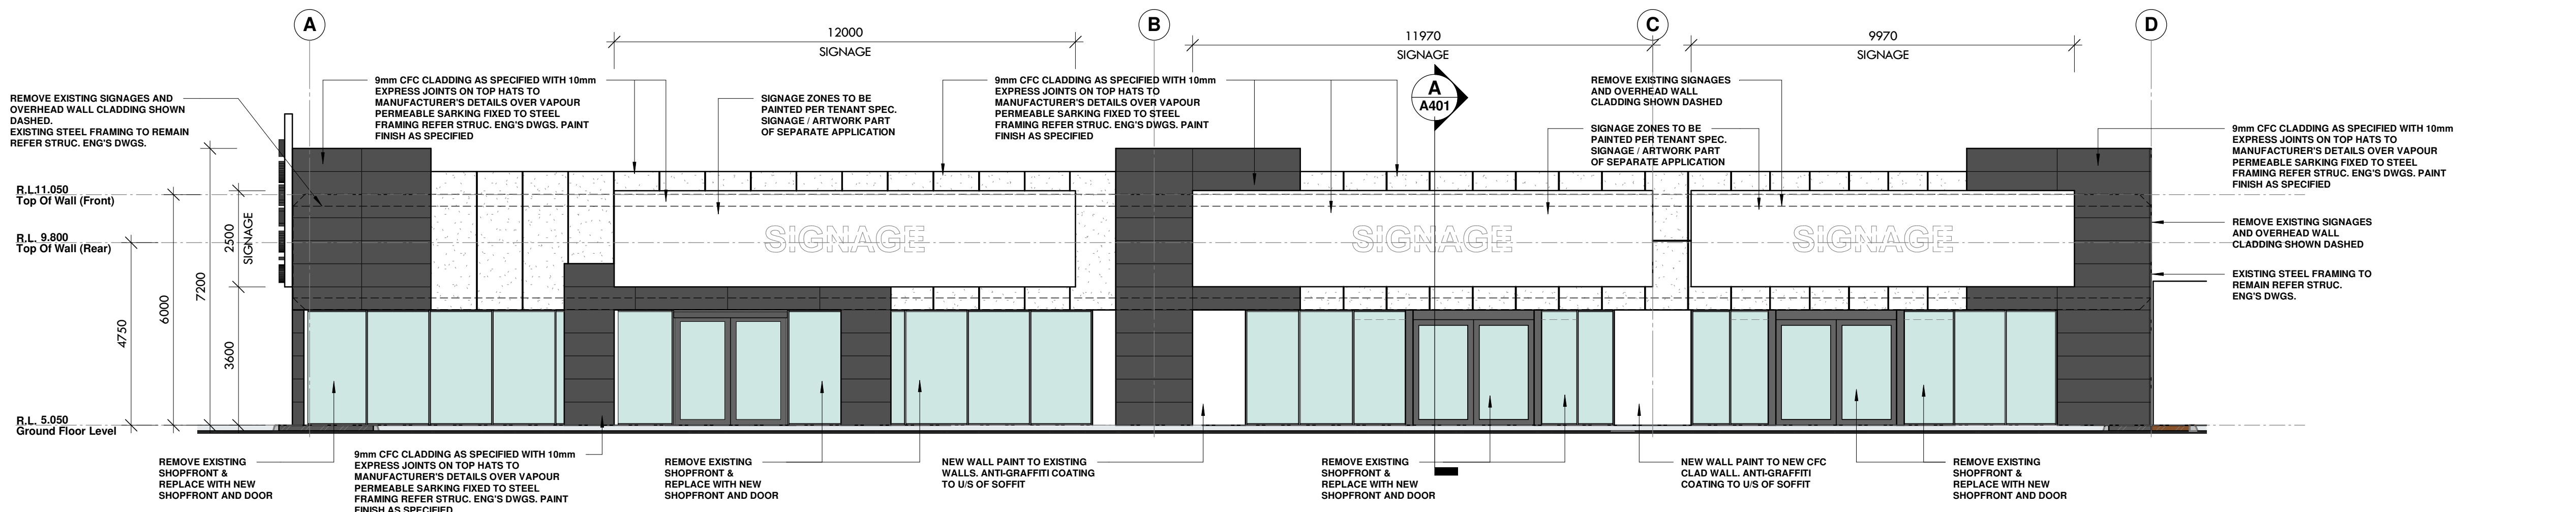 A
B
C
D
12000
SIGNAGE
11970
SIGNAGE
9970
SIGNAGE
REMOVE EXISTING SIGNAGES AND
OVERHEAD WALL CLADDING SHOWN
DASHED.
EXISTING STEEL FRAMING TO REMAIN
REFER STRUC. ENG'S DWGS.
9mm CFC CLADDING AS SPECIFIED WITH 10mm
EXPRESS JOINTS ON TOP HATS TO
MANUFACTURER'S DETAILS OVER VAPOUR
PERMEABLE SARKING FIXED TO STEEL
FRAMING REFER STRUC. ENG'S DWGS. PAINT
FINISH AS SPECIFIED
SIGNAGE ZONES TO BE
PAINTED PER TENANT SPEC.
SIGNAGE / ARTWORK PART
OF SEPARATE APPLICATION
9mm CFC CLADDING AS SPECIFIED WITH 10mm
EXPRESS JOINTS ON TOP HATS TO
MANUFACTURER'S DETAILS OVER VAPOUR
PERMEABLE SARKING FIXED TO STEEL
FRAMING REFER STRUC. ENG'S DWGS. PAINT
FINISH AS SPECIFIED
A
A401
REMOVE EXISTING SIGNAGES
AND OVERHEAD WALL
CLADDING SHOWN DASHED
SIGNAGE ZONES TO BE
PAINTED PER TENANT SPEC.
SIGNAGE / ARTWORK PART
OF SEPARATE APPLICATION
9mm CFC CLADDING AS SPECIFIED WITH 10mm
EXPRESS JOINTS ON TOP HATS TO
MANUFACTURER'S DETAILS OVER VAPOUR
PERMEABLE SARKING FIXED TO STEEL
FRAMING REFER STRUC. ENG'S DWGS. PAINT
FINISH AS SPECIFIED
R.L.11.050
Top Of Wall (Front)
R.L. 9.800
Top Of Wall (Rear)
R.L. 5.050
Ground Floor Level
4750
6000
7200
2500
SIGNAGE
3600
SIGNAGE
SIGNAGE
SIGNAGE
REMOVE EXISTING SIGNAGES
AND OVERHEAD WALL
CLADDING SHOWN DASHED
EXISTING STEEL FRAMING TO
REMAIN REFER STRUC.
ENG'S DWGS.
REMOVE EXISTING
SHOPFRONT &
REPLACE WITH NEW
SHOPFRONT AND DOOR
9mm CFC CLADDING AS SPECIFIED WITH 10mm
EXPRESS JOINTS ON TOP HATS TO
MANUFACTURER'S DETAILS OVER VAPOUR
PERMEABLE SARKING FIXED TO STEEL
FRAMING REFER STRUC. ENG'S DWGS. PAINT
FINISH AS SPECIFIED
REMOVE EXISTING
SHOPFRONT &
REPLACE WITH NEW
SHOPFRONT AND DOOR
NEW WALL PAINT TO EXISTING
WALLS. ANTI-GRAFFITI COATING
TO U/S OF SOFFIT
REMOVE EXISTING
SHOPFRONT &
REPLACE WITH NEW
SHOPFRONT AND DOOR
NEW WALL PAINT TO NEW CFC
CLAD WALL. ANTI-GRAFFITI
COATING TO U/S OF SOFFIT
REMOVE EXISTING
SHOPFRONT &
REPLACE WITH NEW
SHOPFRONT AND DOOR